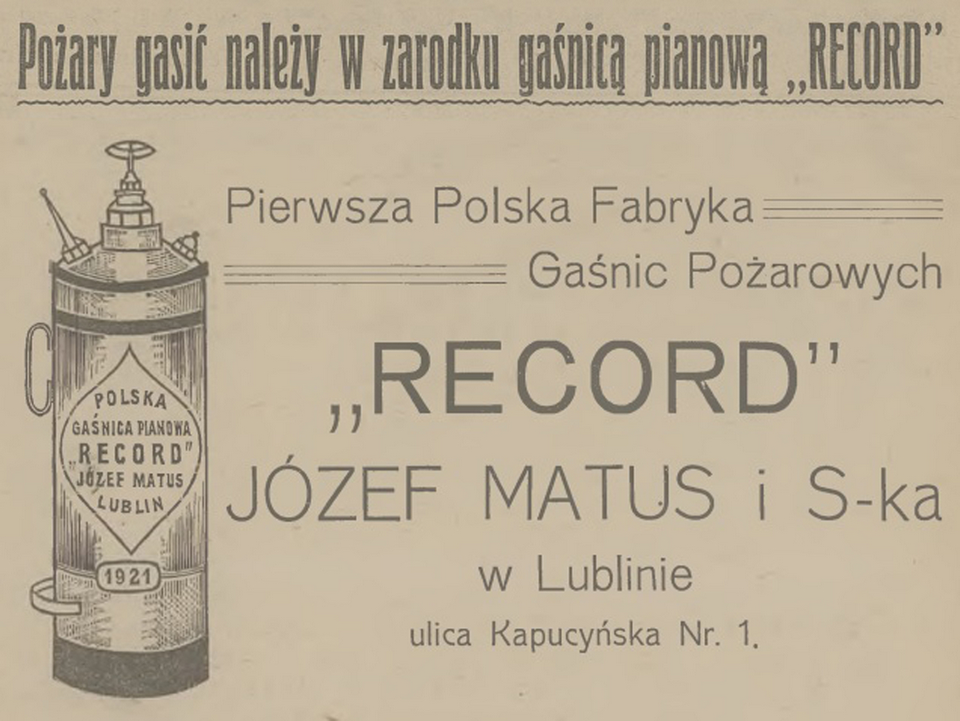 Pożary gasić należy w zarodku gaśnicą pianową „RECORD”
Pierwsza Polska Fabryka
Gaśnic Pożarowych
„RECORD”
JÓZEF MATUS i S-ka
w Lublinie
ulica Kapucyńska Nr. 1.
POLSKA
GAŚNICA PIANOWA
„RECORD”
JÓZEF MATUS
LUBLIN
1921